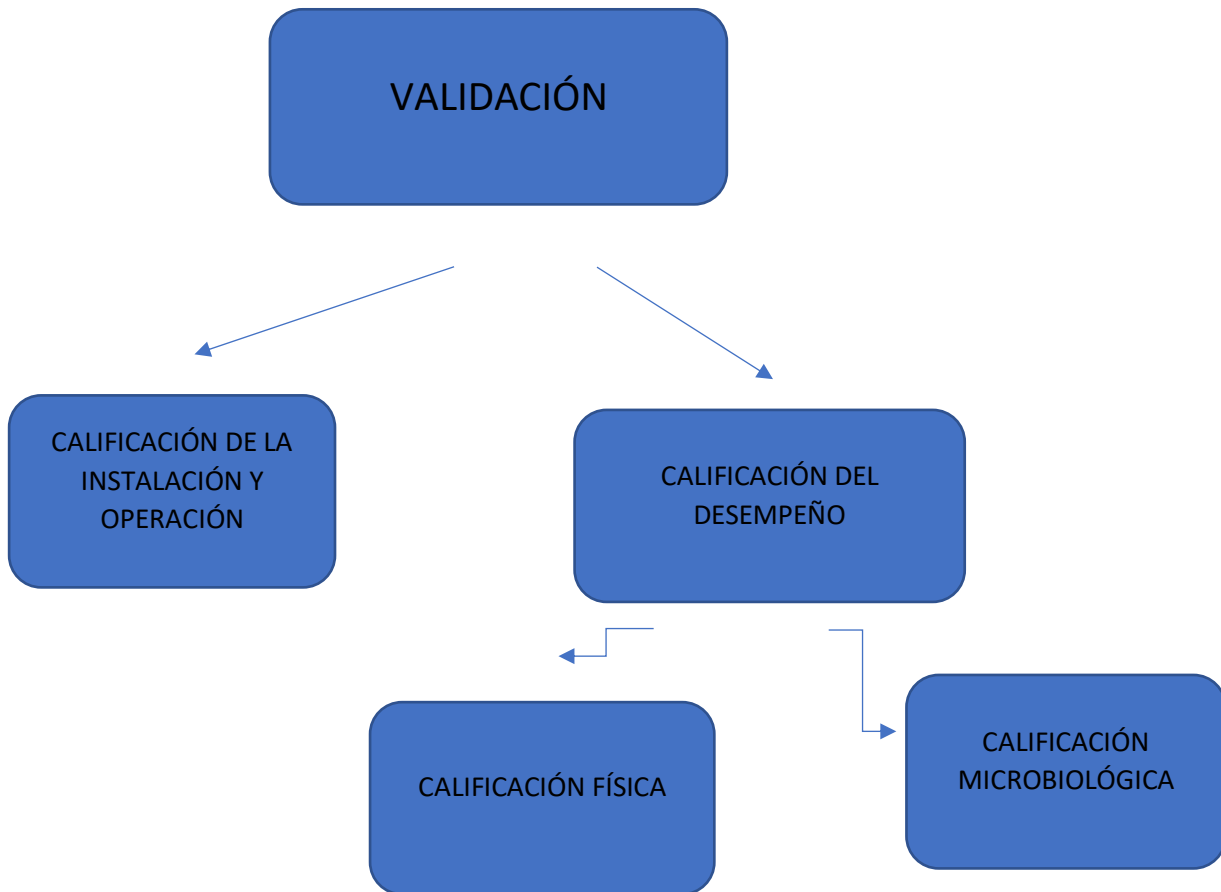 VALIDACIÓN
CALIFICACIÓN DE LA
INSTALACIÓN Y
OPERACIÓN
CALIFICACIÓN DEL
DESEMPEÑO
CALIFICACIÓN FÍSICA
CALIFICACIÓN
MICROBIOLÓGICA